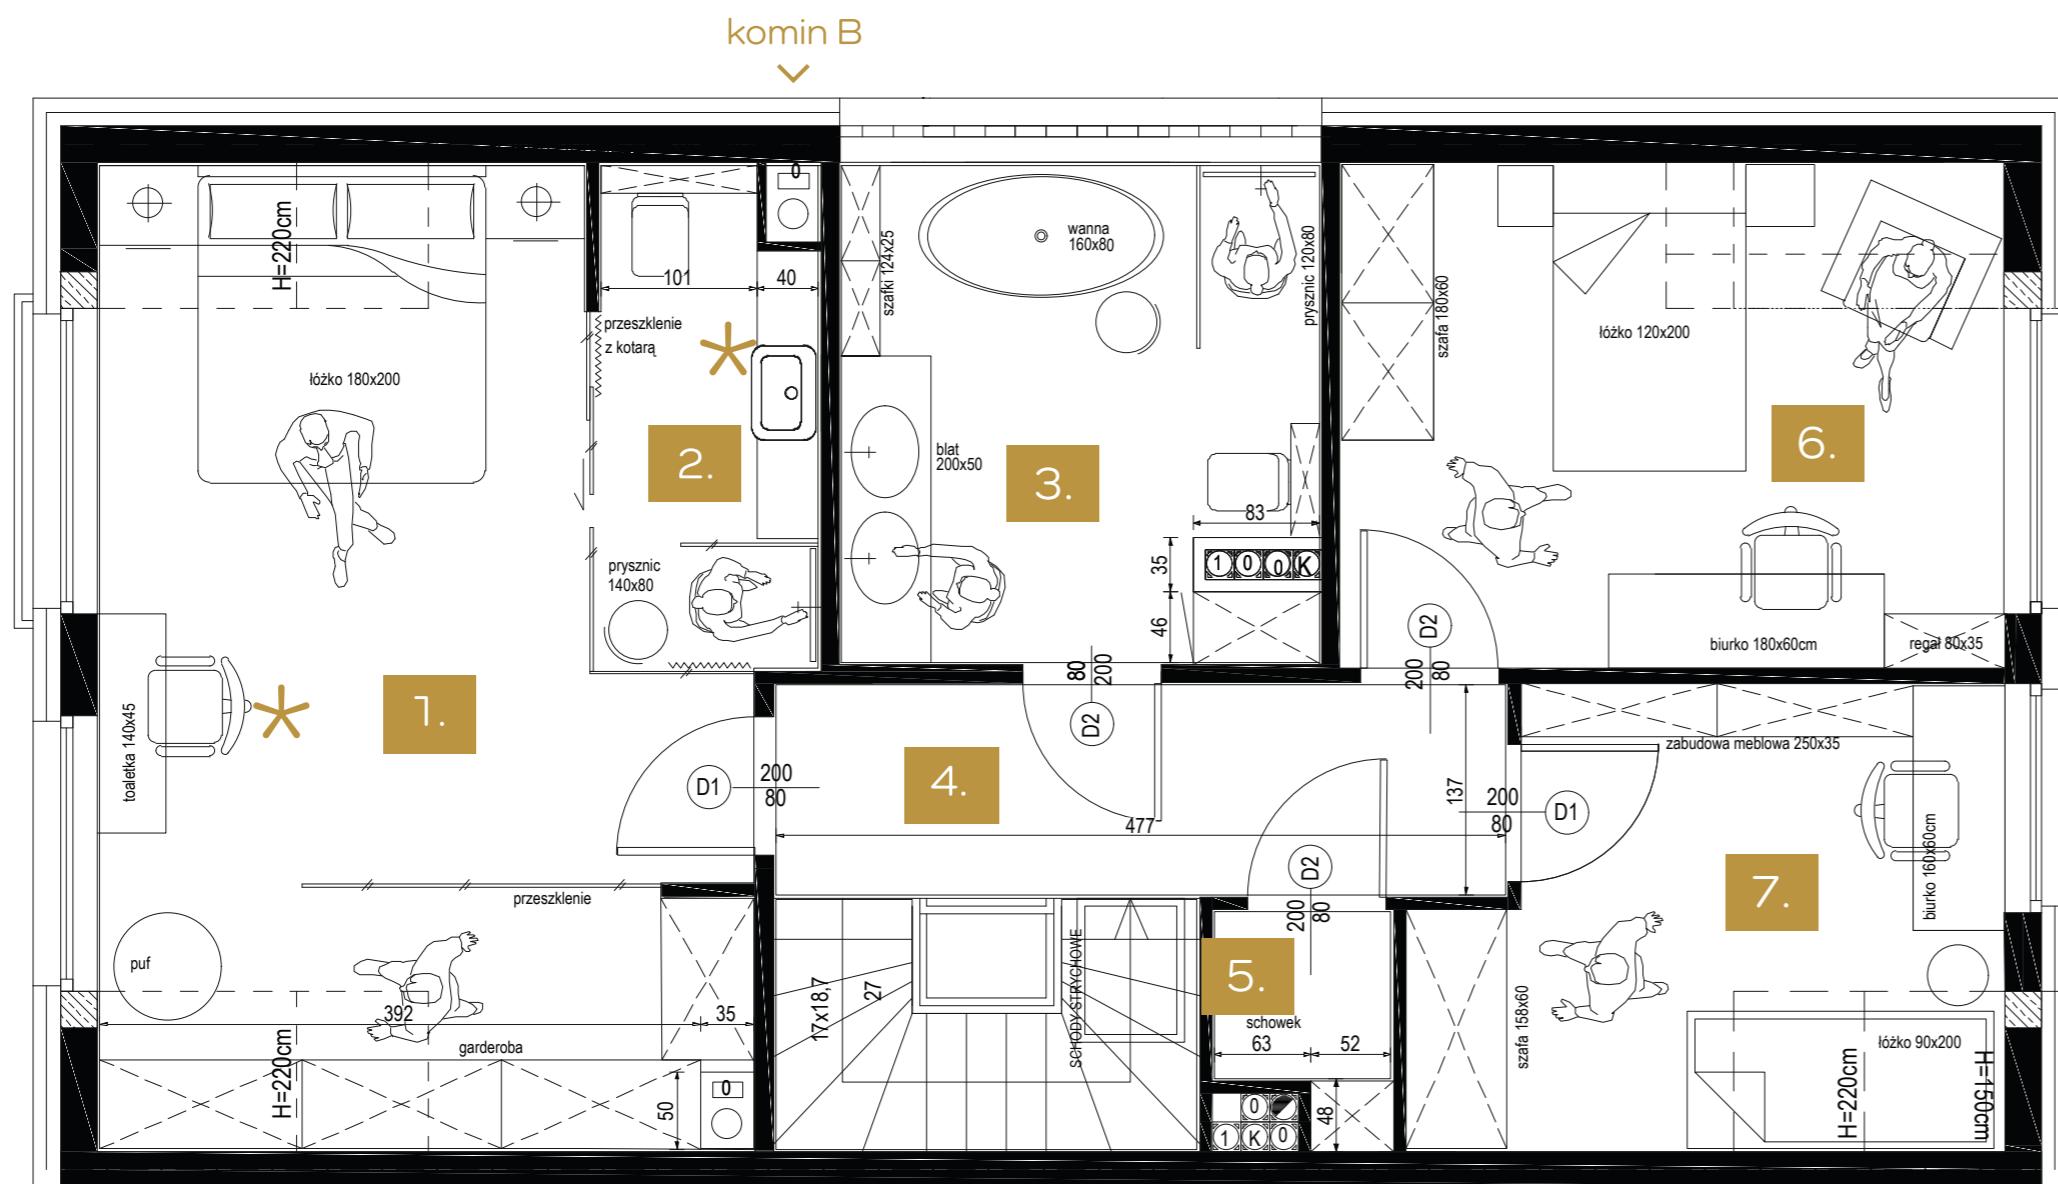 komin B
H=220cm
łóżko 180x200
101
40
0
przeszklenie
z kotarą
2.
prysznic
140x80
szafki 124x25
wanna
160x80
prysznic 120x80
blat
200x50
3.
83
35
46
1 0 0 K
szafa 180x60
łóżko 120x200
6.
biurko 180x60cm
regał 80x35
toaletka 140x45
1.
D1
200
80
4.
80
200
D2
200
80
D2
477
137
200
80
D1
zabudowa meblowa 250x35
biurko 160x60cm
7.
przeszklenie
puf
392
35
garderoba
H=220cm
50
0
17x18,7
27
SCHODY STRYCHOWE
D2
200
80
5.
schowek
63
52
48
0
1 K 0
szafa 158x60
łóżko 90x200
H=220cm
H=150cm